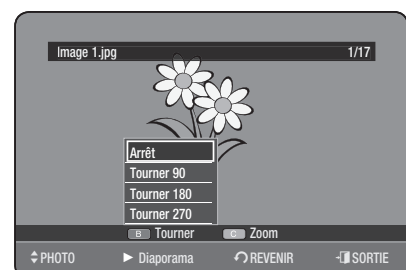 Image 1.jpg 1/17
Arrêt
Tourner 90
Tourner 180
Tourner 270
B Tourner C Zoom
PHOTO Diaporama REVENIR SORTIE